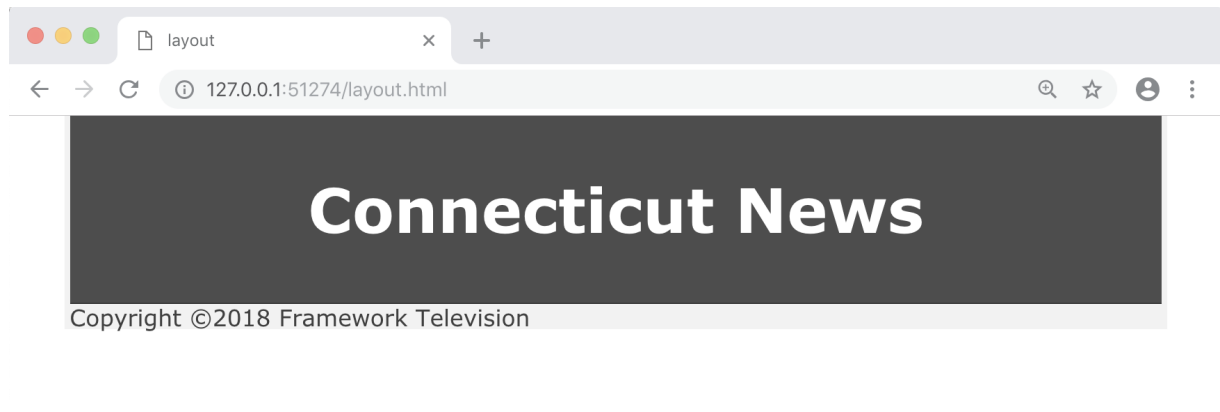 layout
127.0.0.1:51274/layout.html
Connecticut News
Copyright ©2018 Framework Television